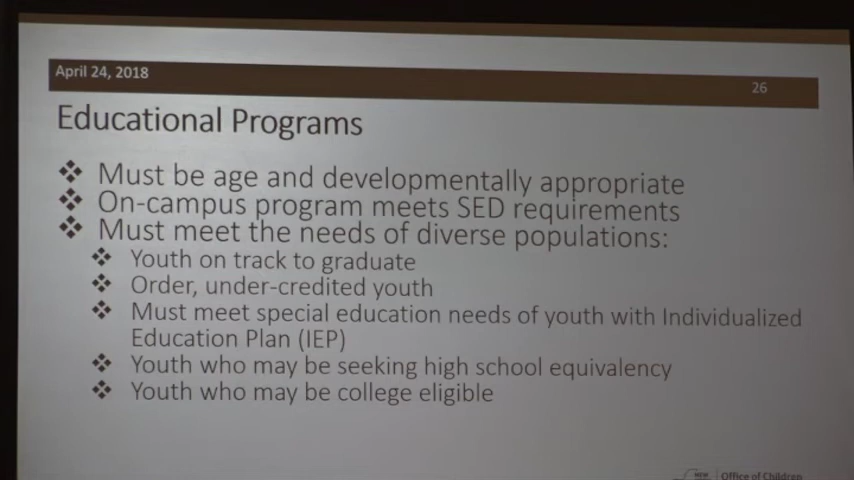 April 24, 2018
26
Educational Programs
❖ Must be age and developmentally appropriate
❖ On-campus program meets SED requirements
❖ Must meet the needs of diverse populations:
❖ Youth on track to graduate
❖ Order, under-credited youth
❖ Must meet special education needs of youth with Individualized
Education Plan (IEP)
❖ Youth who may be seeking high school equivalency
❖ Youth who may be college eligible
NEW
Office of Children